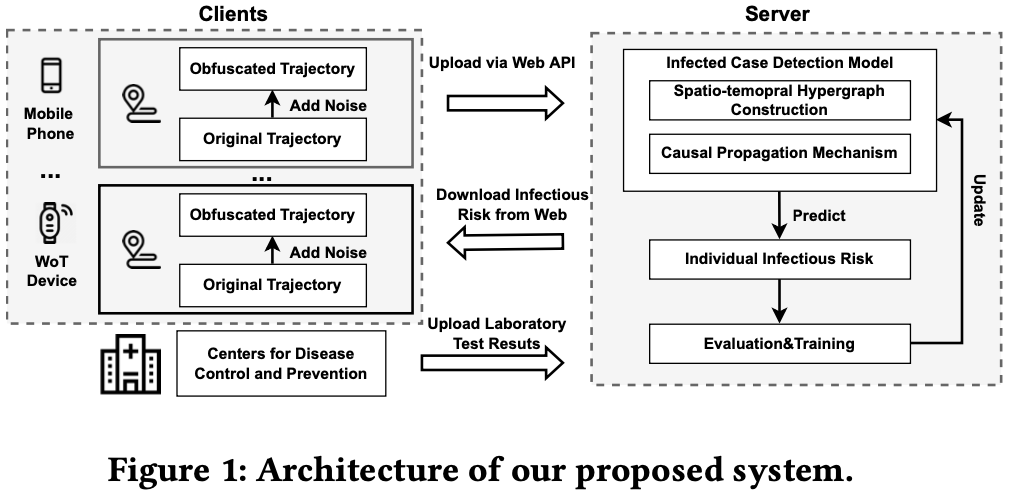 Clients
Server
Mobile
Phone
...
WoT
Device
Obfuscated Trajectory
Add Noise
Original Trajectory
...
Obfuscated Trajectory
Add Noise
Original Trajectory
Centers for Disease
Control and Prevention
Upload via Web API
Download Infectious
Risk from Web
Upload Laboratory
Test Resuts
Infected Case Detection Model
Spatio-temopral Hypergraph
Construction
Causal Propagation Mechanism
Predict
Individual Infectious Risk
Evaluation&Training
Update
Figure 1: Architecture of our proposed system.